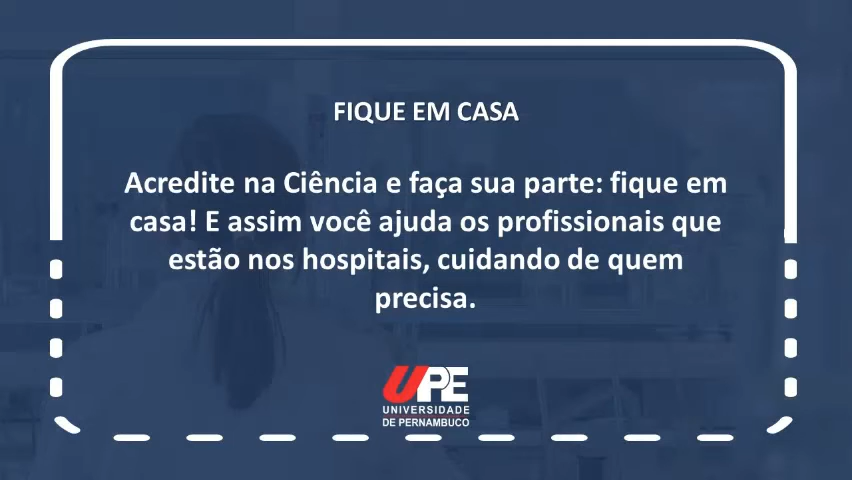 FIQUE EM CASA
Acredite na Ciência e faça sua parte: fique em
casa! E assim você ajuda os profissionais que
estão nos hospitais, cuidando de quem
precisa.
UPE
UNIVERSIDADE
DE PERNAMBUCO